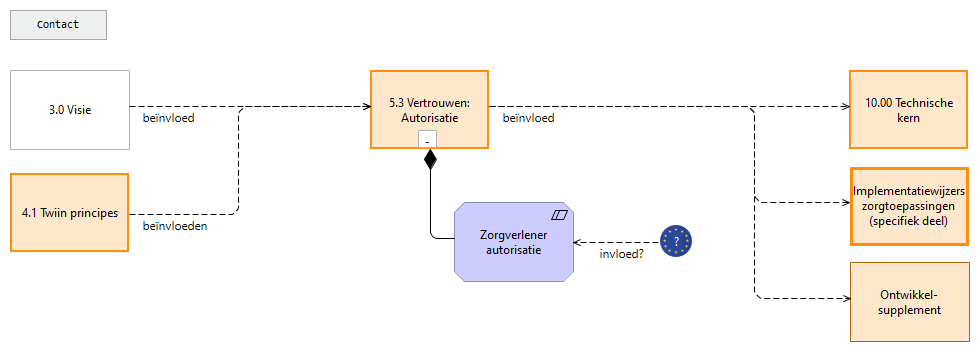 Contact
3.0 Visie
beïnvloed
4.1 Twiin principes
beïnvloeden
5.3 Vertrouwen:
Autorisatie
-
beïnvloed
Zorgverlener
autorisatie
invloed?
?
10.00 Technische
kern
Implementatiewijzers
zorgtoepassingen
(specifiek deel)
Ontwikkel-
supplement